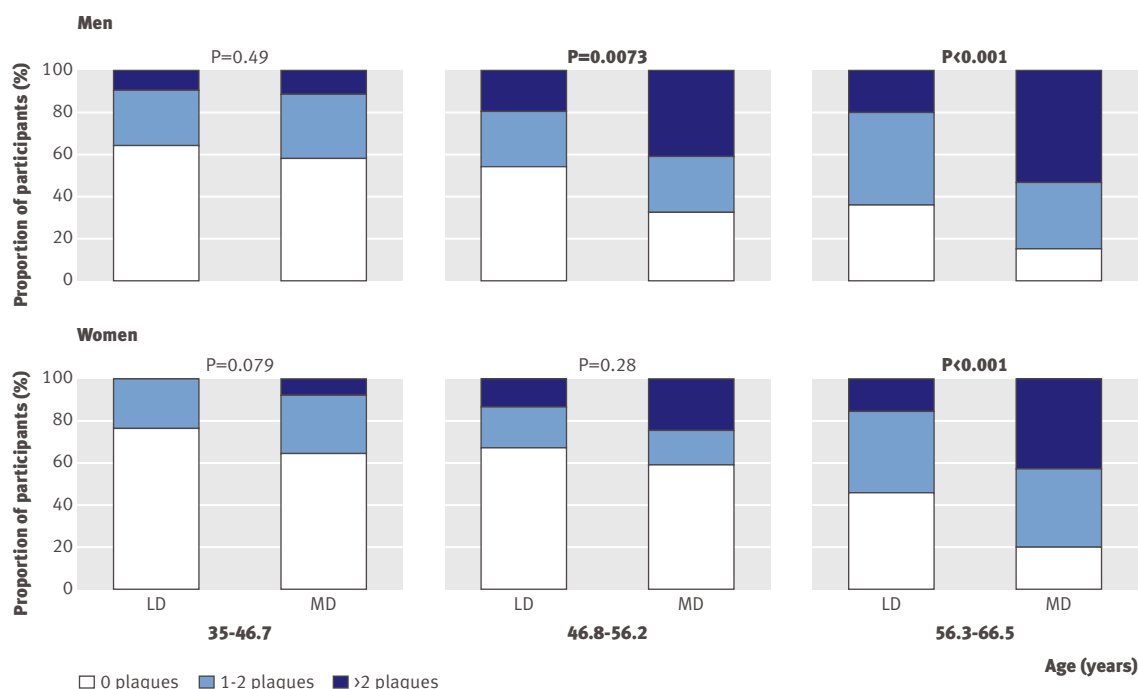 Men
P=0.49 P=0.0073 P<0.001
Proportion of participants (%)
100
80
60
40
20
0
Women
P=0.079 P=0.28 P<0.001
Proportion of participants (%)
100
80
60
40
20
0
LD MD LD MD LD MD
35-46.7 46.8-56.2 56.3-66.5
Age (years)
0 plaques 1-2 plaques >2 plaques